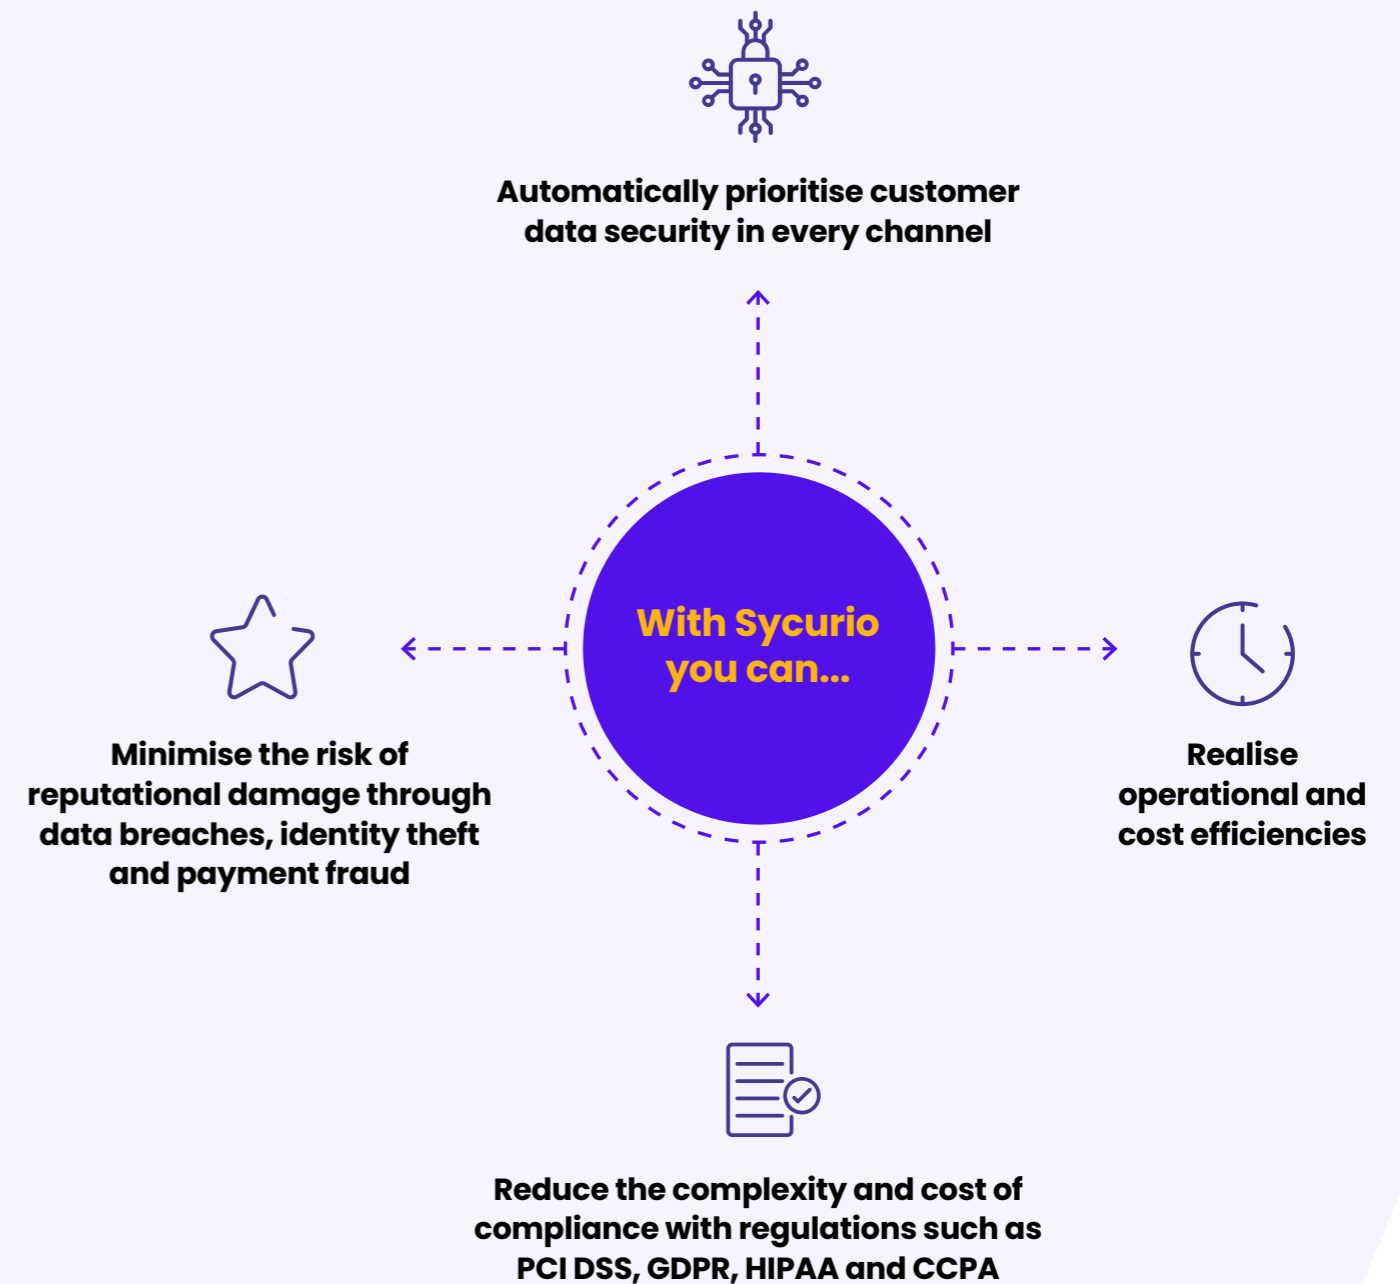 Automatically prioritise customer
data security in every channel
With Sycurio
you can...
Minimise the risk of
reputational damage through
data breaches, identity theft
and payment fraud
Realise
operational and
cost efficiencies
Reduce the complexity and cost of
compliance with regulations such as
PCI DSS, GDPR, HIPAA and CCPA